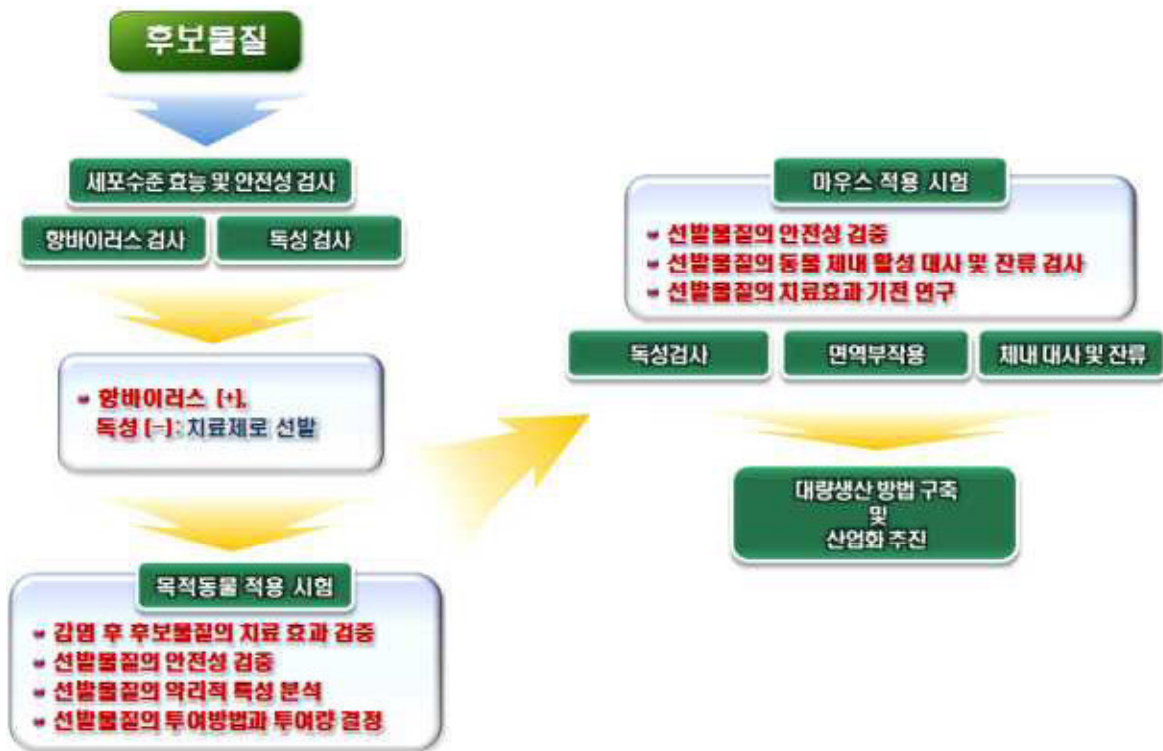 후보물질
세포수준 효능 및 안전성 검사
항바이러스 검사
독성 검사
항바이러스 (+),
독성 (-) : 치료제로 선발
목적동물 적용 시험
감염 후 후보물질의 치료 효과 검증
선발물질의 안전성 검증
선발물질의 약리적 특성 분석
선발물질의 투여방법과 투여량 결정
마우스 적용 시험
선발물질의 안전성 검증
선발물질의 동물 체내 활성 대사 및 잔류 검사
선발물질의 치료효과 기전 연구
독성검사
면역부작용
체내 대사 및 잔류
대량생산 방법 구축
및
산업화 추진